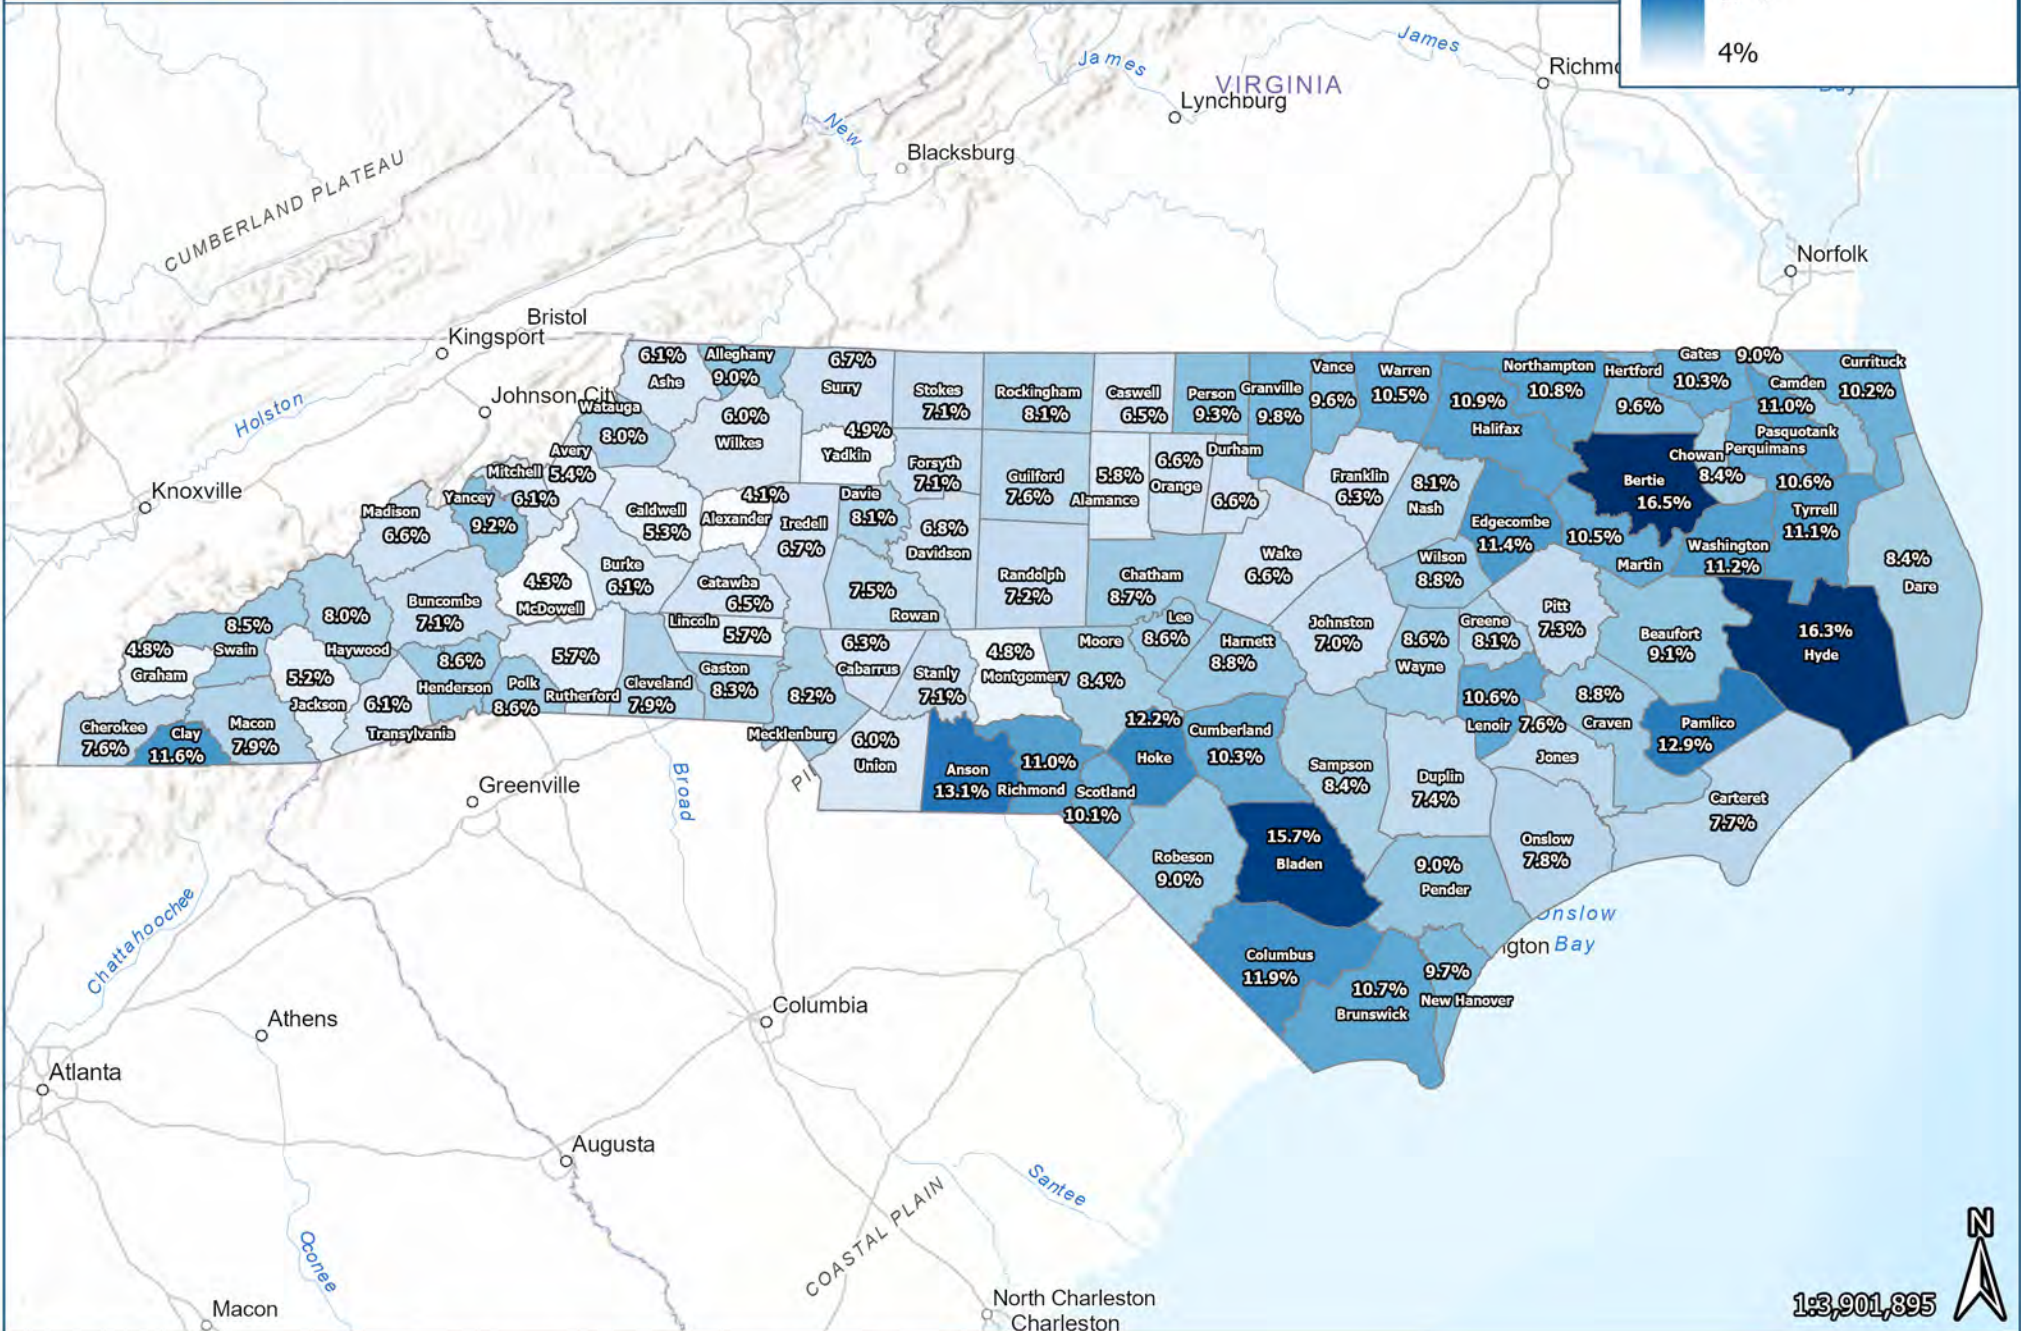 4%
James
James
Richmo
VIRGINIA
Lynchburg
New
Blacksburg
CUMBERLAND PLATEAU
Norfolk
Bristol
Kingsport
Holston
Johnson City
Knoxville
6.1%
Ashe
Alleghany
9.0%
6.7%
Surry
Stokes
7.1%
Rockingham
8.1%
Caswell
6.5%
Person
9.3%
Granville
9.8%
Vance
9.6%
Warren
10.5%
10.9%
Halifax
Northampton
10.8%
Hertford
9.6%
Gates
10.3%
9.0%
Camden
11.0%
Pasquotank
Currituck
10.2%
Watauga
8.0%
6.0%
Wilkes
4.9%
Yadkin
Forsyth
7.1%
Guilford
7.6%
5.8%
Alamance
6.6%
Orange
Durham
6.6%
Franklin
6.3%
8.1%
Nash
Edgecombe
11.4%
10.5%
Martin
Bertie
16.5%
Chowan
8.4%
Perquimans
10.6%
Tyrrell
11.1%
Washington
11.2%
8.4%
Dare
Avery
5.4%
Mitchell
6.1%
Yancey
9.2%
Madison
6.6%
Caldwell
5.3%
4.1%
Alexander
Iredell
6.7%
Davie
8.1%
6.8%
Davidson
Randolph
7.2%
Chatham
8.7%
Wake
6.6%
Wilson
8.8%
Pitt
7.3%
Beaufort
9.1%
16.3%
Hyde
Buncombe
7.1%
4.3%
McDowell
Burke
6.1%
Catawba
6.5%
Lincoln
5.7%
7.5%
Rowan
Lee
8.6%
Harnett
8.8%
Johnston
7.0%
8.6%
Wayne
Greene
8.1%
8.5%
Swain
8.0%
Haywood
4.8%
Graham
5.2%
Jackson
6.1%
Transylvania
8.6%
Henderson
Polk
8.6%
5.7%
Rutherford
Cleveland
7.9%
Gaston
8.3%
8.2%
Mecklenburg
6.3%
Cabarrus
Stanly
7.1%
4.8%
Montgomery
Moore
8.4%
10.6%
Lenoir
7.6%
Jones
8.8%
Craven
Pamlico
12.9%
Cherokee
7.6%
Clay
11.6%
Macon
7.9%
6.0%
Union
Anson
13.1%
11.0%
Richmond
Scotland
10.1%
12.2%
Hoke
Cumberland
10.3%
Sampson
8.4%
Duplin
7.4%
Carteret
7.7%
Onslow
7.8%
Robeson
9.0%
15.7%
Bladen
9.0%
Pender
Columbus
11.9%
10.7%
Brunswick
9.7%
New Hanover
Onslow
Bay
ngton
Greenville
Broad
Chattahoochee
Columbia
Athens
Atlanta
Augusta
Santee
COASTAL PLAIN
Oconee
Macon
North Charleston
Charleston
N
1:3,901,895